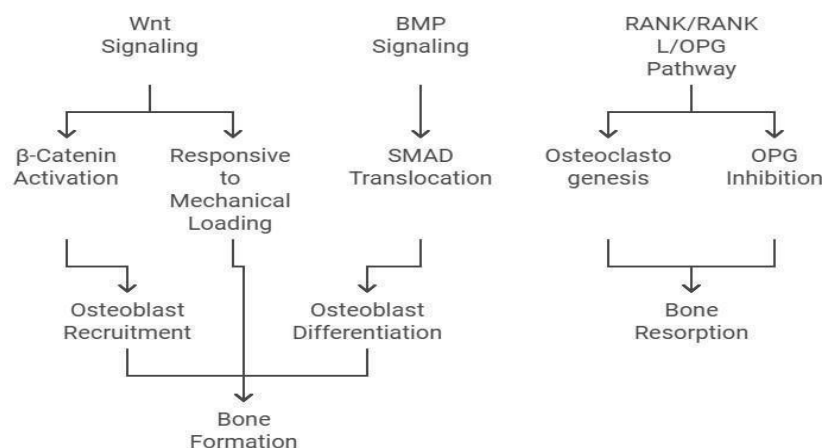 Wnt
Signaling
BMP
Signaling
RANK/RANK
L/OPG
Pathway
β-Catenin
Activation
Responsive
to
Mechanical
Loading
SMAD
Translocation
Osteoclasto
genesis
OPG
Inhibition
Osteoblast
Recruitment
Osteoblast
Differentiation
Bone
Resorption
Bone
Formation